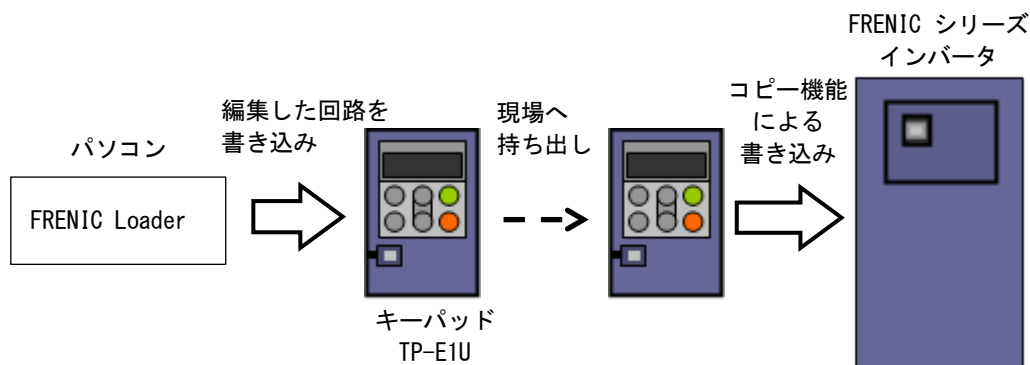 パソコン
FRENIC Loader
編集した回路を
書き込み
キーパッド
TP-E1U
現場へ
持ち出し
コピー機能
による
書き込み
FRENIC シリーズ
インバータ